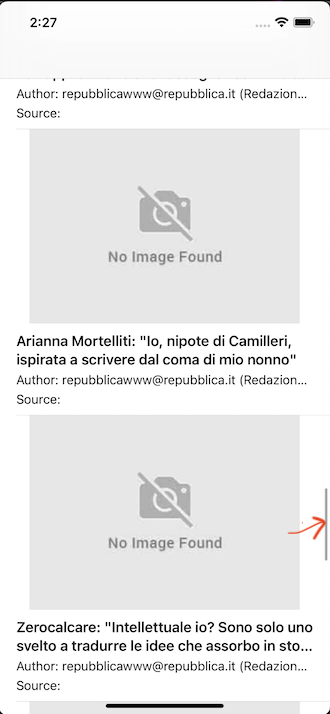 2:27
Author: repubblicawww@repubblica.it (Redazion...
Source:
No Image Found
Arianna Mortelliti: "Io, nipote di Camilleri,
ispirata a scrivere dal coma di mio nonno"
Author: repubblicawww@repubblica.it (Redazion...
Source:
No Image Found
Zerocalcare: "Intellettuale io? Sono solo uno
svelto a tradurre le idee che assorbo in sto...
Author: repubblicawww@repubblica.it (Redazion...
Source: